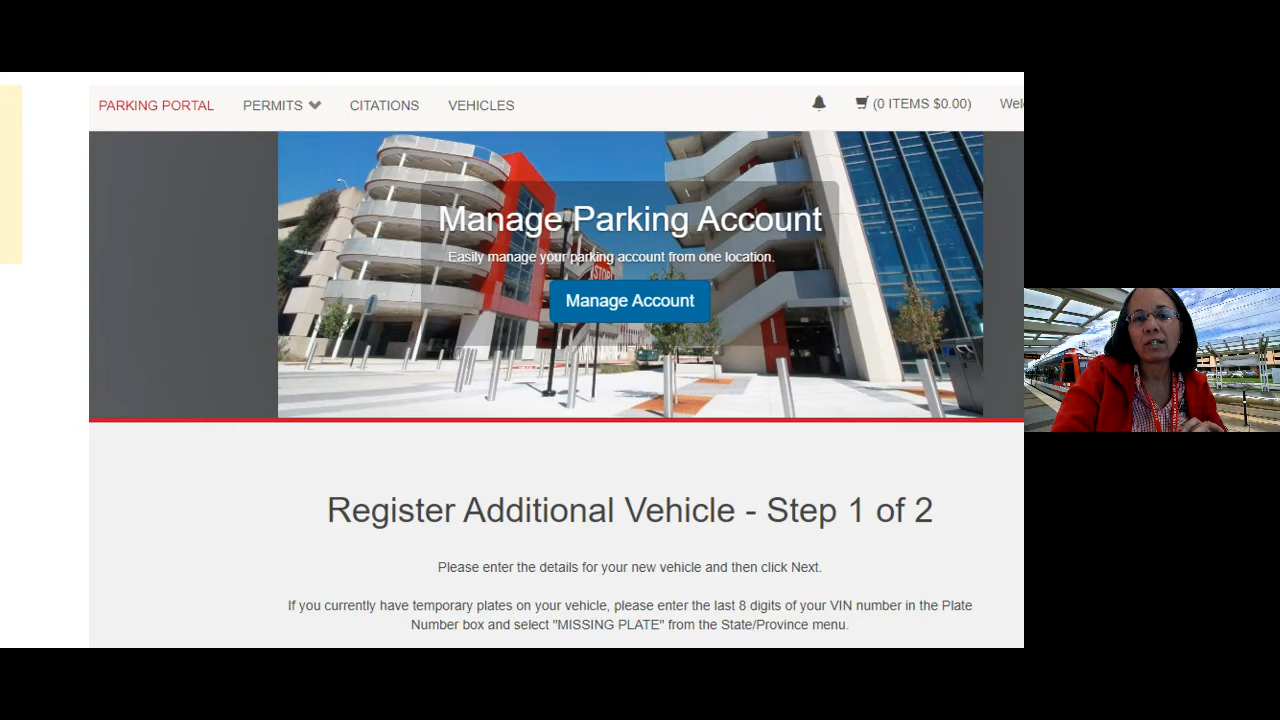 PARKING PORTAL PERMITS CITATIONS VEHICLES (0 ITEMS $0.00) Wel
Manage Parking Account
Easily manage your parking account from one location.
STOP
Manage Account
Register Additional Vehicle - Step 1 of 2
Please enter the details for your new vehicle and then click Next.
If you currently have temporary plates on your vehicle, please enter the last 8 digits of your VIN number in the Plate
Number box and select "MISSING PLATE" from the State/Province menu.